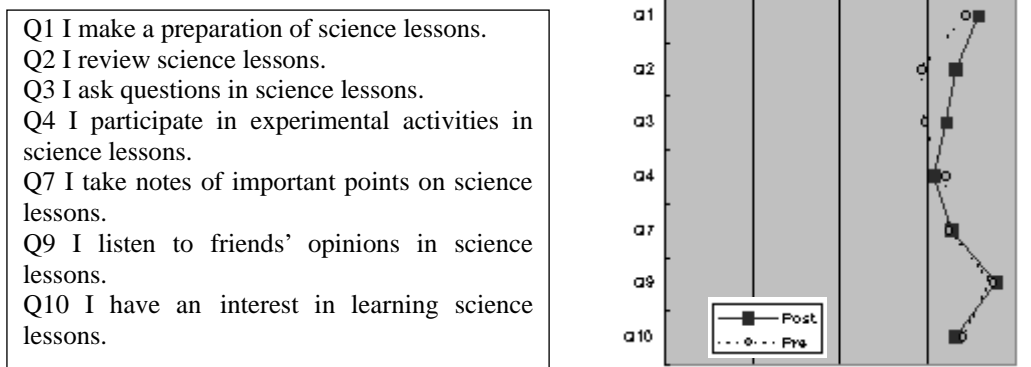 Q1 I make a preparation of science lessons.
Q2 I review science lessons.
Q3 I ask questions in science lessons.
Q4 I participate in experimental activities in
science lessons.
Q7 I take notes of important points on science
lessons.
Q9 I listen to friends’ opinions in science
lessons.
Q10 I have an interest in learning science
lessons.
Q1
Q2
Q3
Q4
Q7
Q9
Q10
Post
Pre